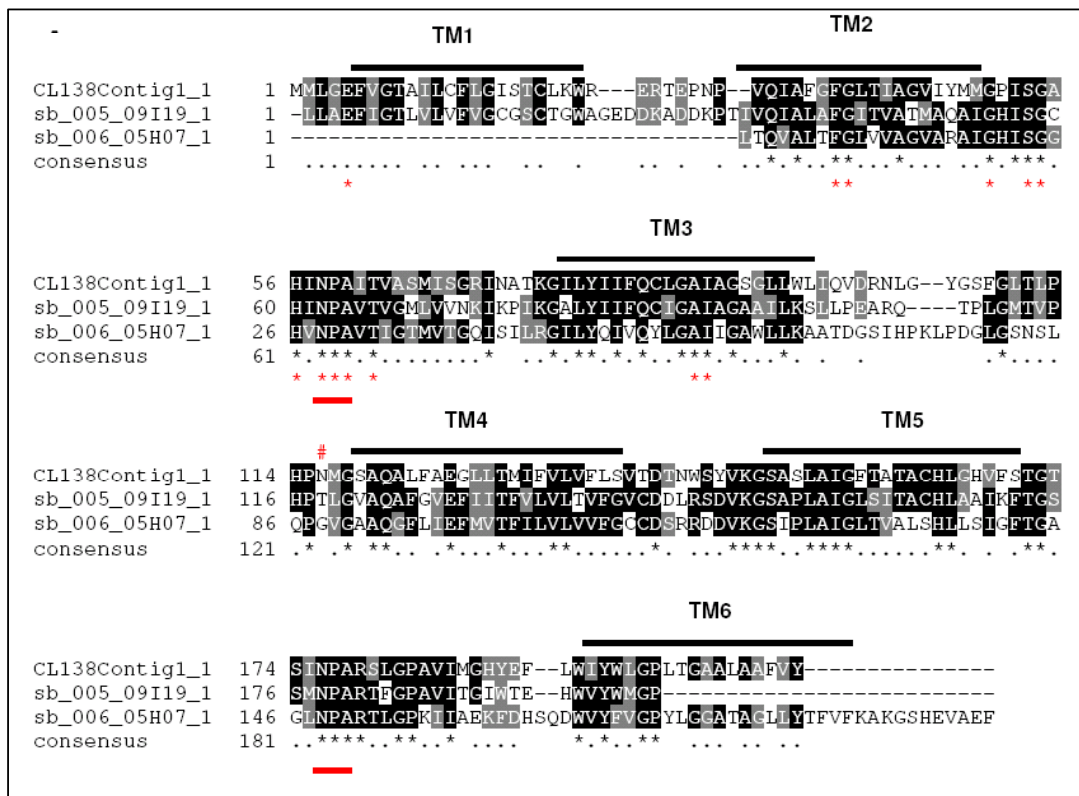 -
TM1 TM2
CL138Contig1_1 1 MMLGEFVGTAILCFLGISTCLKWR---ERTEPNP--VQIAFGFGLTIAGVIYMMGPISGA
sb_005_09I19_1 1 -LLAEFIGTLVLVFVGCGSCTGWAGEDDKADDKPTIVQIALAFGITVATMAQAIGHISGC
sb_006_05H07_1 1 -----------------------------------LTQVALTFGLVVAGVARAIGHISGG
consensus 1 .................. . . . . . . . ..*.*..**...*......*..**.
* ** * **
TM3
CL138Contig1_1 56 HINPAITVASMISGRINATKGILYIIFQCLGAIAGSGLLWLIQVDRNLG--YGSFGLTLP
sb_005_09I19_1 60 HINPAVTVGMLVVNKIKPIKGALYIIFQCIGAIAGAAILKSLLPEARQ----TPLGMTVP
sb_006_05H07_1 26 HVNPAVTIGTMVTGQISILRGILYQIVQYLGAIIGAWLLKAATDGSIHPKLPDGLGSNSL
consensus 61 *.***.*........*....*.**..*.*..***.*...*.. . . .*....
* *** * **
TM4 TM5
#
CL138Contig1_1 114 HPNMGSAQALFAEGLLTMIFVLVFLSVTDTNWSYVKGSASLAIGFTATACHLGHVFSTGT
sb_005_09I19_1 116 HPTLGVAQAFGVEFIITFVLVLTVFGVCDDLRSDVKGSAPLAIGLSITACHLAAIKFTGS
sb_006_05H07_1 86 QPGVGAAQGFLIEFMVTFILVLVVFGCCDSRRDDVKGSIPLAIGLTVALSHLLSIGFTGA
consensus 121 .*..*.**....*...*...**......*.....****..****......**.....**.
TM6
CL138Contig1_1 174 SINPARSLGPAVIMGHYEF--LWIYWLGPLTGAALAAFVY---------------
sb_005_09I19_1 176 SMNPARTFGPAVITGIWTE--HWVYWMGP--------------------------
sb_006_05H07_1 146 GLNPARTLGPKIIAEKFDHSQDWVYFVGPYLGGATAGLLYTFVFKAKGSHEVAEF
consensus 181 ..****..**..*.. .. .*.*..** ... .. ..